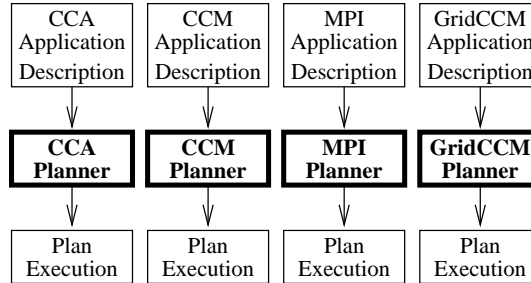 CCA
Application
Description
CCM
Application
Description
MPI
Application
Description
GridCCM
Application
Description
CCA
Planner
CCM
Planner
MPI
Planner
GridCCM
Planner
Plan
Execution
Plan
Execution
Plan
Execution
Plan
Execution